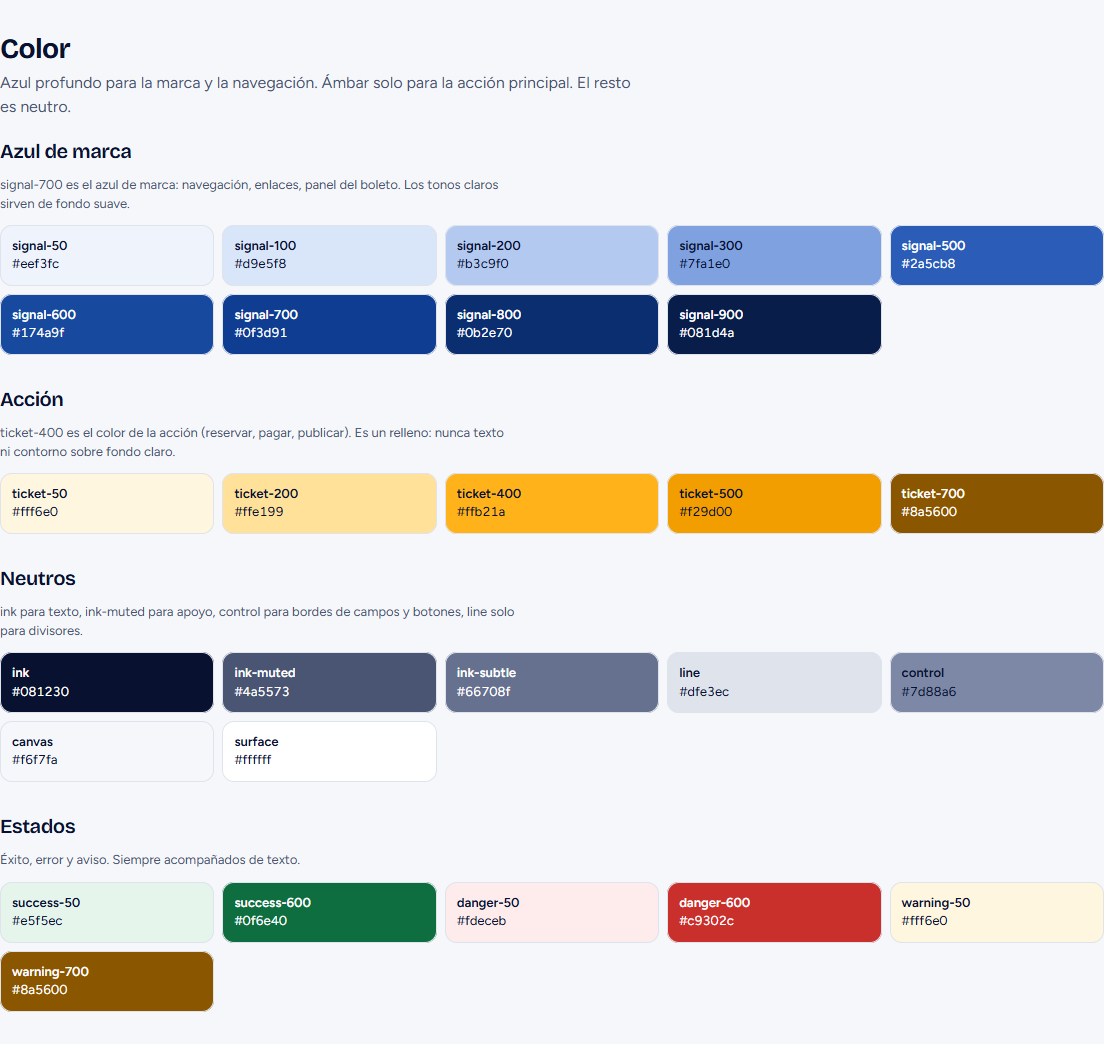 Color
Azul profundo para la marca y la navegación. Ámbar solo para la acción principal. El resto
es neutro.
Azul de marca
signal-700 es el azul de marca: navegación, enlaces, panel del boleto. Los tonos claros
sirven de fondo suave.
signal-50
#eef3fc
signal-100
#d9e5f8
signal-200
#b3c9f0
signal-300
#7fa1e0
signal-500
#2a5cb8
signal-600
#174a9f
signal-700
#0f3d91
signal-800
#0b2e70
signal-900
#081d4a
Acción
ticket-400 es el color de la acción (reservar, pagar, publicar). Es un relleno: nunca texto
ni contorno sobre fondo claro.
ticket-50
#fff6e0
ticket-200
#ffe199
ticket-400
#ffb21a
ticket-500
#f29d00
ticket-700
#8a5600
Neutros
ink para texto, ink-muted para apoyo, control para bordes de campos y botones, line solo
para divisores.
ink
#081230
ink-muted
#4a5573
ink-subtle
#66708f
line
#dfe3ec
control
#7d88a6
canvas
#f6f7fa
surface
#ffffff
Estados
Éxito, error y aviso. Siempre acompañados de texto.
success-50
#e5f5ec
success-600
#0f6e40
danger-50
#fdeceb
danger-600
#c9302c
warning-50
#fff6e0
warning-700
#8a5600